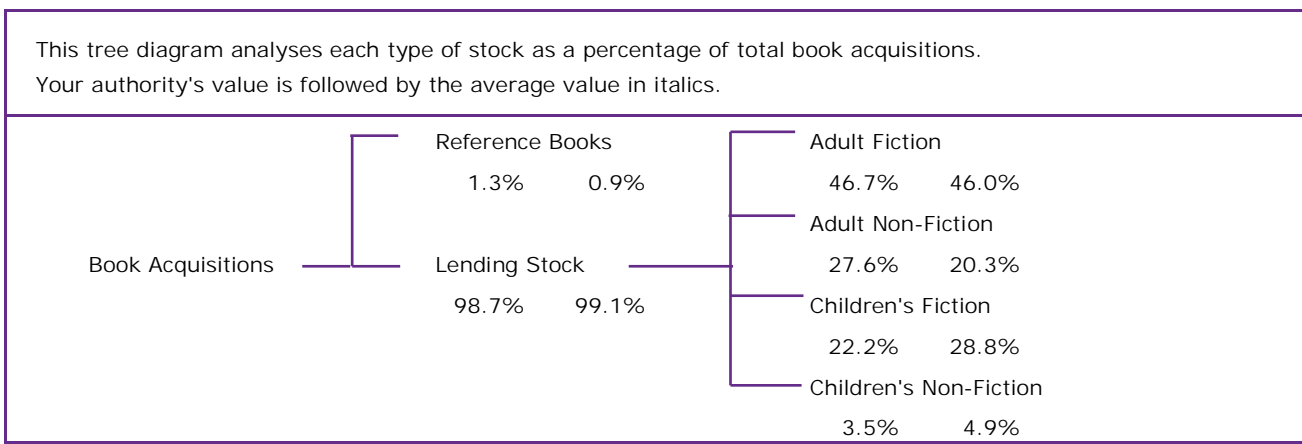 This tree diagram analyses each type of stock as a percentage of total book acquisitions.
Your authority's value is followed by the average value in italics.
Reference Books
1.3% 0.9%
Book Acquisitions
Lending Stock
98.7% 99.1%
Adult Fiction
46.7% 46.0%
Adult Non-Fiction
27.6% 20.3%
Children's Fiction
22.2% 28.8%
Children's Non-Fiction
3.5% 4.9%